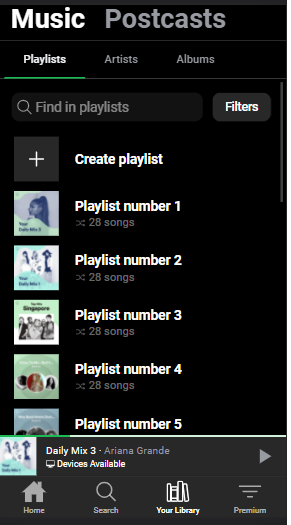 Music Postcasts
Playlists Artists Albums
Find in playlists Filters
Create playlist
Playlist number 1
28 songs
Playlist number 2
28 songs
Playlist number 3
28 songs
Playlist number 4
28 songs
Playlist number 5
Daily Mix 3 · Ariana Grande
Devices Available
Home Search Your Library Premium